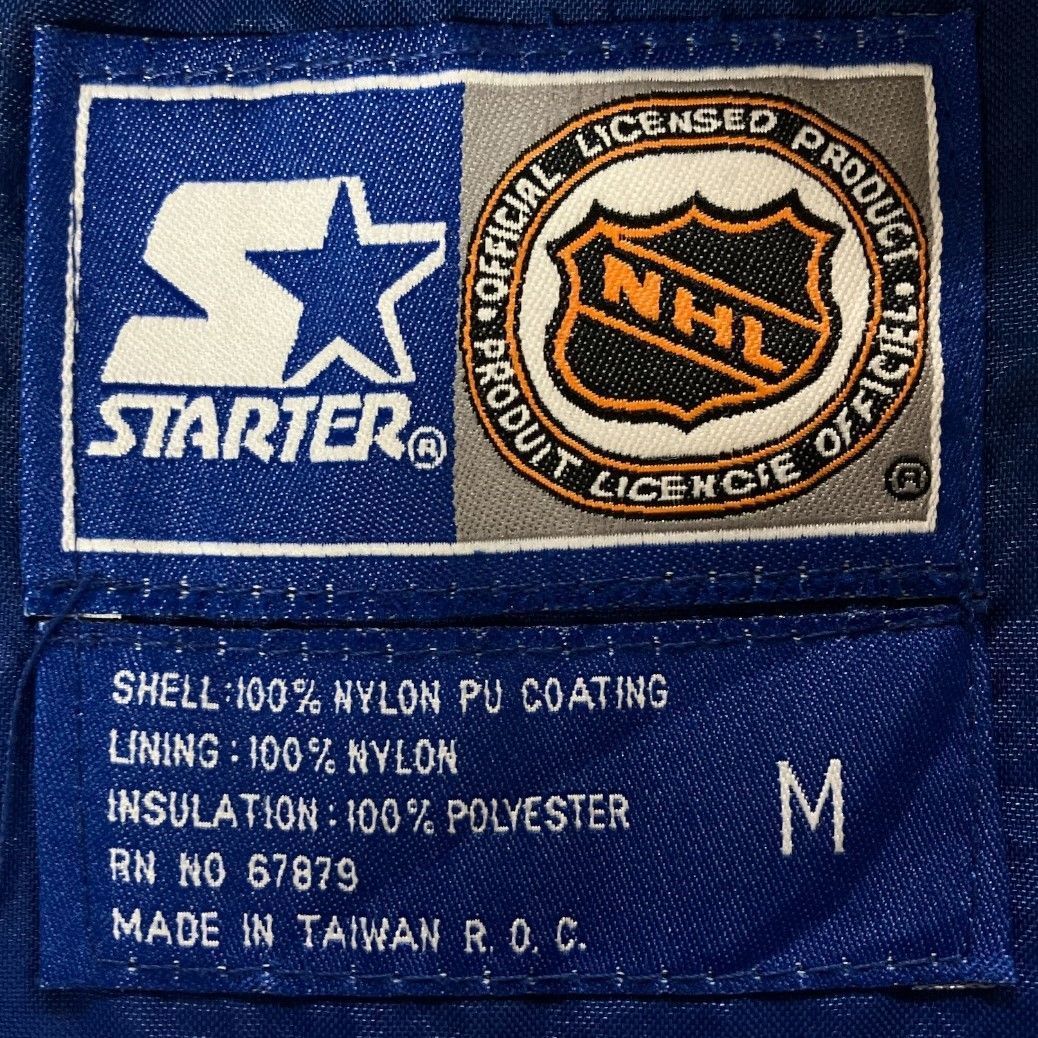 STARTER®
• OFFICIAL LICENSED PRODUCT •
PRODUIT LICENCIE OFFICIEL
NHL
®
SHELL:100% NYLON PU COATING
LINING:100% NYLON
INSULATION:100% POLYESTER
RN NO 67879
MADE IN TAIWAN R.O.C.
M